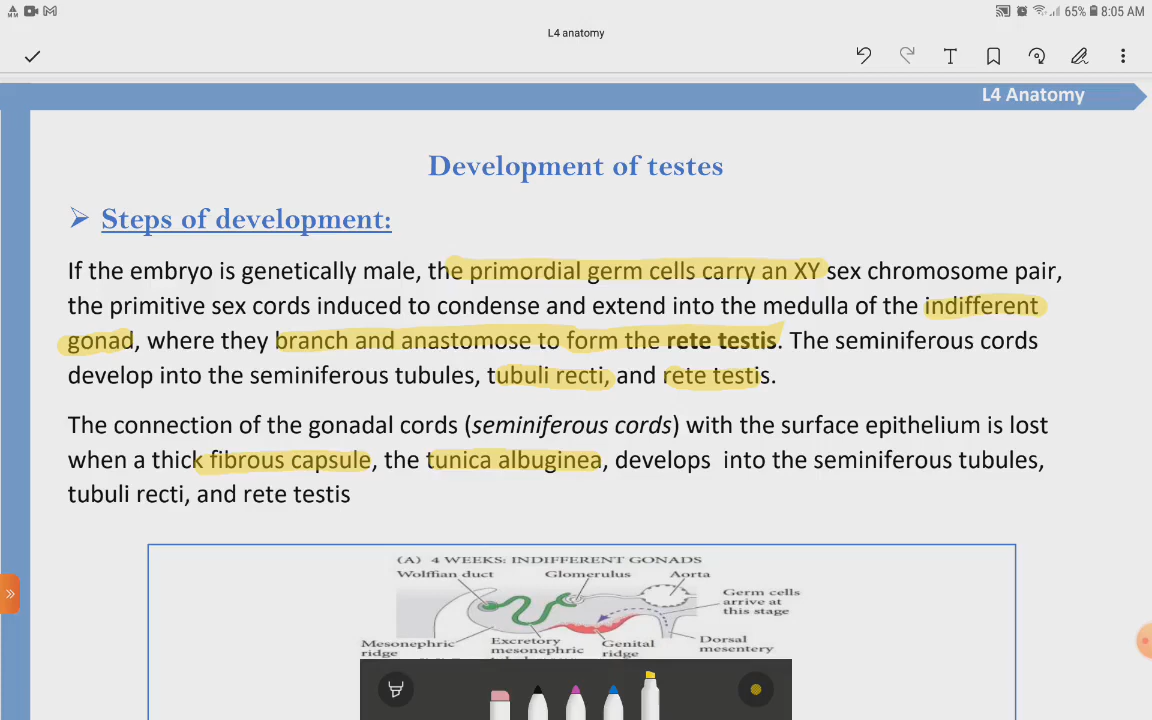 65% 8:05 AM
L4 anatomy
L4 Anatomy
Development of testes
Steps of development:
If the embryo is genetically male, the primordial germ cells carry an XY sex chromosome pair,
the primitive sex cords induced to condense and extend into the medulla of the indifferent
gonad, where they branch and anastomose to form the rete testis. The seminiferous cords
develop into the seminiferous tubules, tubuli recti, and rete testis.
The connection of the gonadal cords (seminiferous cords) with the surface epithelium is lost
when a thick fibrous capsule, the tunica albuginea, develops into the seminiferous tubules,
tubuli recti, and rete testis
(A) 4 WEEKS: INDIFFERENT GONADS
Wolffian duct Glomerulus Aorta
Germ cells
arrive at
this stage
Mesonephric
ridge
Excretory
mesonephric
Genital
ridge
Dorsal
mesentery